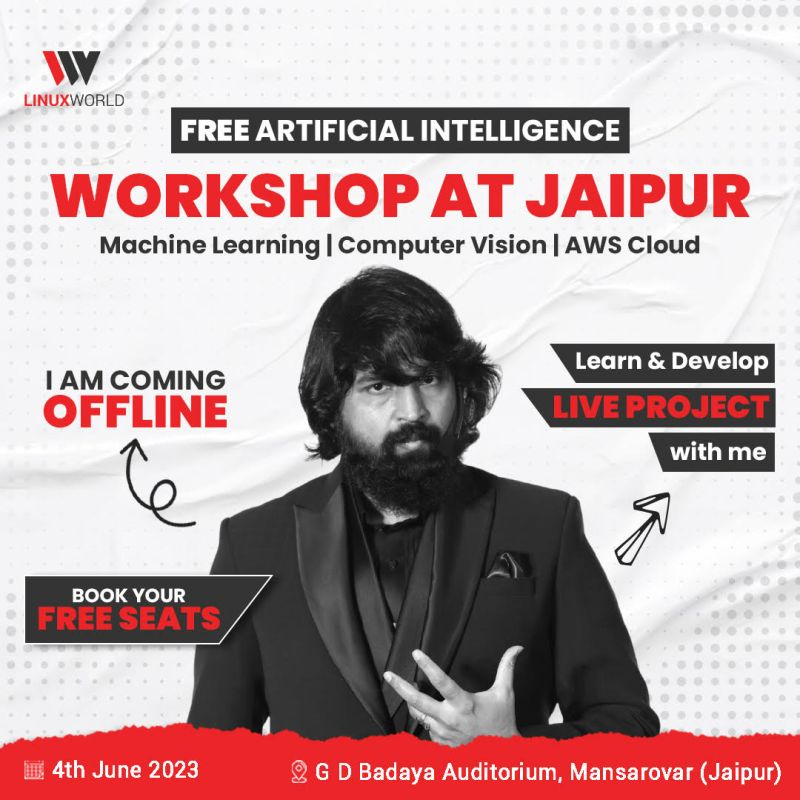 LINUXWORLD
FREE ARTIFICIAL INTELLIGENCE
WORKSHOP AT JAIPUR
Machine Learning | Computer Vision | AWS Cloud
I AM COMING
OFFLINE
Learn & Develop
LIVE PROJECT
with me
BOOK YOUR
FREE SEATS
4th June 2023
G D Badaya Auditorium, Mansarovar (Jaipur)